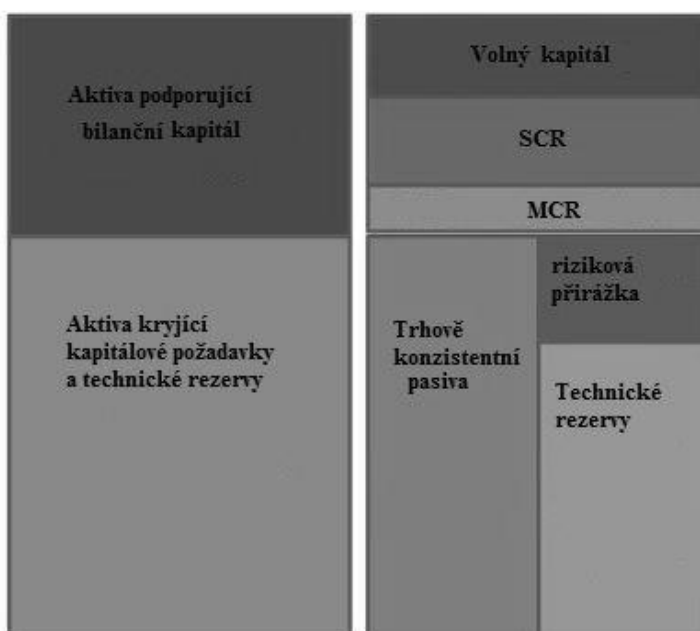 Aktiva podporující
bilanční kapitál
Aktiva kryjící
kapitálové požadavky
a technické rezervy
Volný kapitál
SCR
MCR
Trhově
konzistentní
pasiva
riziková
přirážka
Technické
rezervy